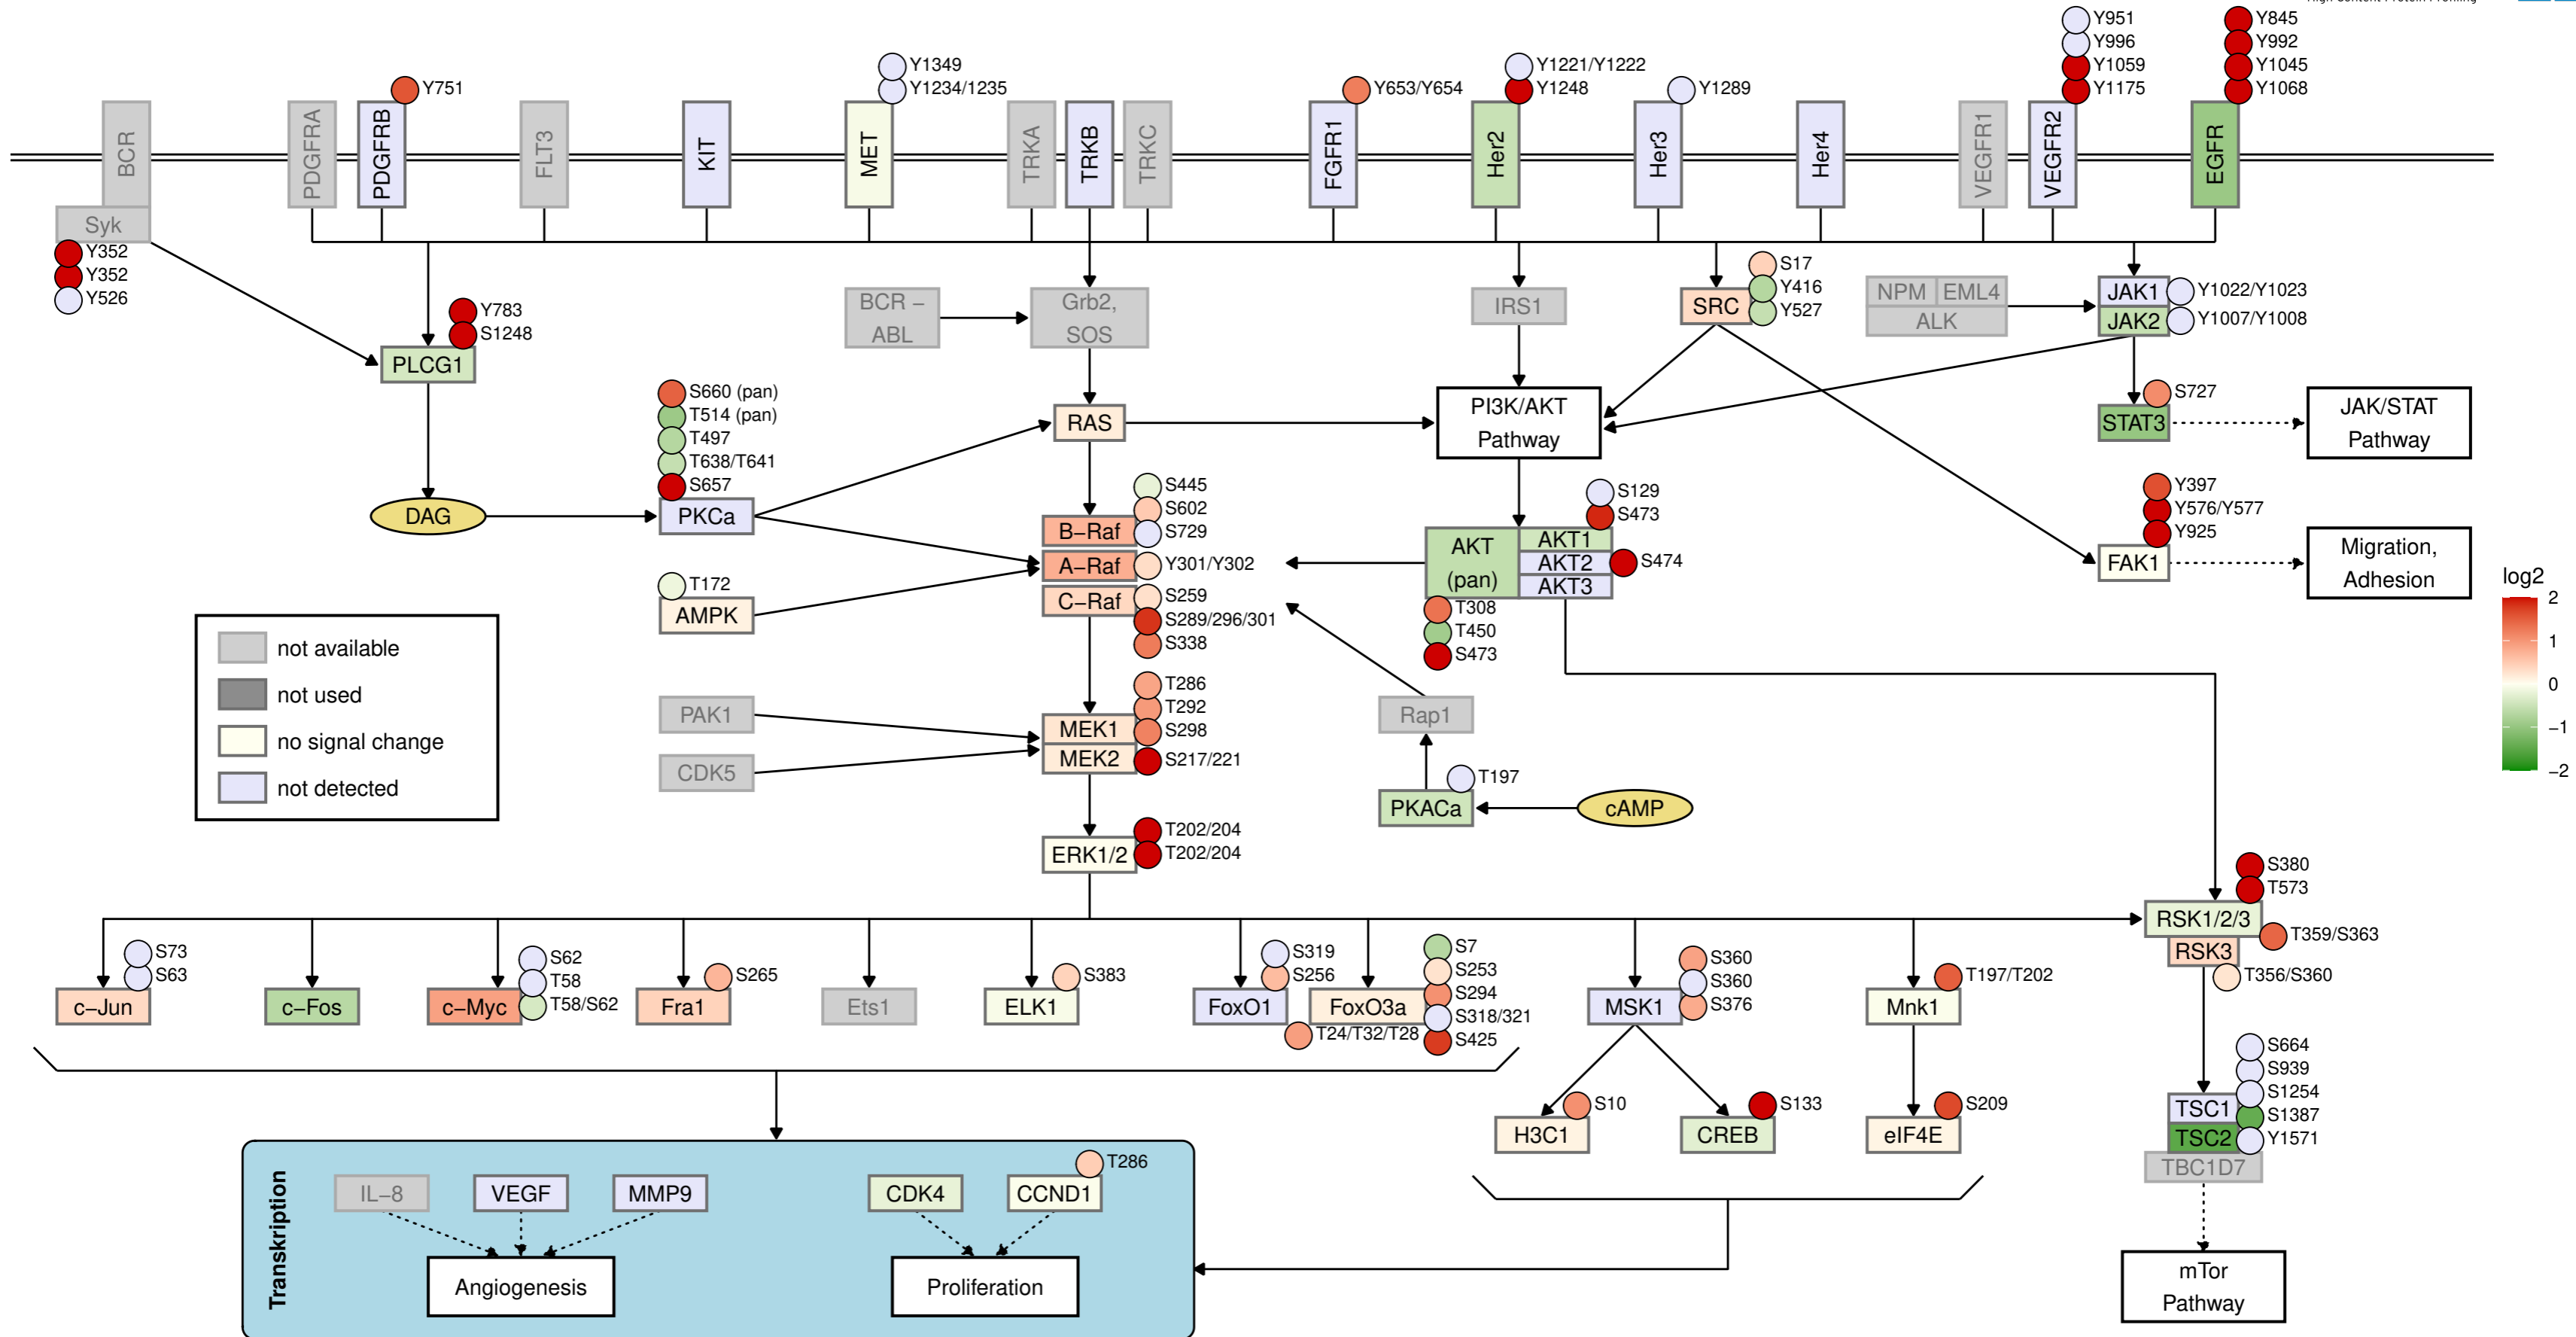 High Content Protein Profiling
Y951
Y996
Y1059
Y1175
Y845
Y992
Y1045
Y1068
Y1349
Y1234/1235
Y1221/Y1222
Y1248
Y751
Y653/Y654
Y1289
BCR
PDGFRA
PDGFRB
FLT3
KIT
MET
TRKA
TRKB
TRKC
FGFR1
Her2
Her3
Her4
VEGFR1
VEGFR2
EGFR
Syk
Y352
Y352
Y526
Y783
S1248
PLCG1
BCR –
ABL
Grb2,
SOS
IRS1
S17
Y416
Y527
SRC
NPM
EML4
ALK
JAK1
JAK2
Y1022/Y1023
Y1007/Y1008
S660 (pan)
T514 (pan)
T497
T638/T641
S657
PKCa
DAG
RAS
PI3K/AKT
Pathway
S727
STAT3
JAK/STAT
Pathway
S445
S602
S729
B–Raf
A–Raf
Y301/Y302
C–Raf
S259
S289/296/301
S338
T172
AMPK
S129
S473
AKT
(pan)
AKT1
AKT2
AKT3
S474
T308
T450
S473
Y397
Y576/Y577
Y925
FAK1
Migration,
Adhesion
log2
2
1
0
−1
−2
not available
not used
no signal change
not detected
PAK1
CDK5
T286
T292
S298
S217/221
MEK1
MEK2
Rap1
T197
PKACa
cAMP
T202/204
T202/204
ERK1/2
S380
T573
RSK1/2/3
T359/S363
RSK3
T356/S360
S73
S63
c–Jun
c–Fos
S62
T58
T58/S62
c–Myc
S265
Fra1
Ets1
S383
ELK1
S319
S256
FoxO1
T24/T32/T28
S7
S253
S294
S318/321
S425
FoxO3a
S360
S360
S376
MSK1
T197/T202
Mnk1
S10
H3C1
S133
CREB
S209
eIF4E
S664
S939
S1254
S1387
Y1571
TSC1
TSC2
TBC1D7
mTor
Pathway
Transkription
IL–8
VEGF
MMP9
CDK4
CCND1
T286
Angiogenesis
Proliferation